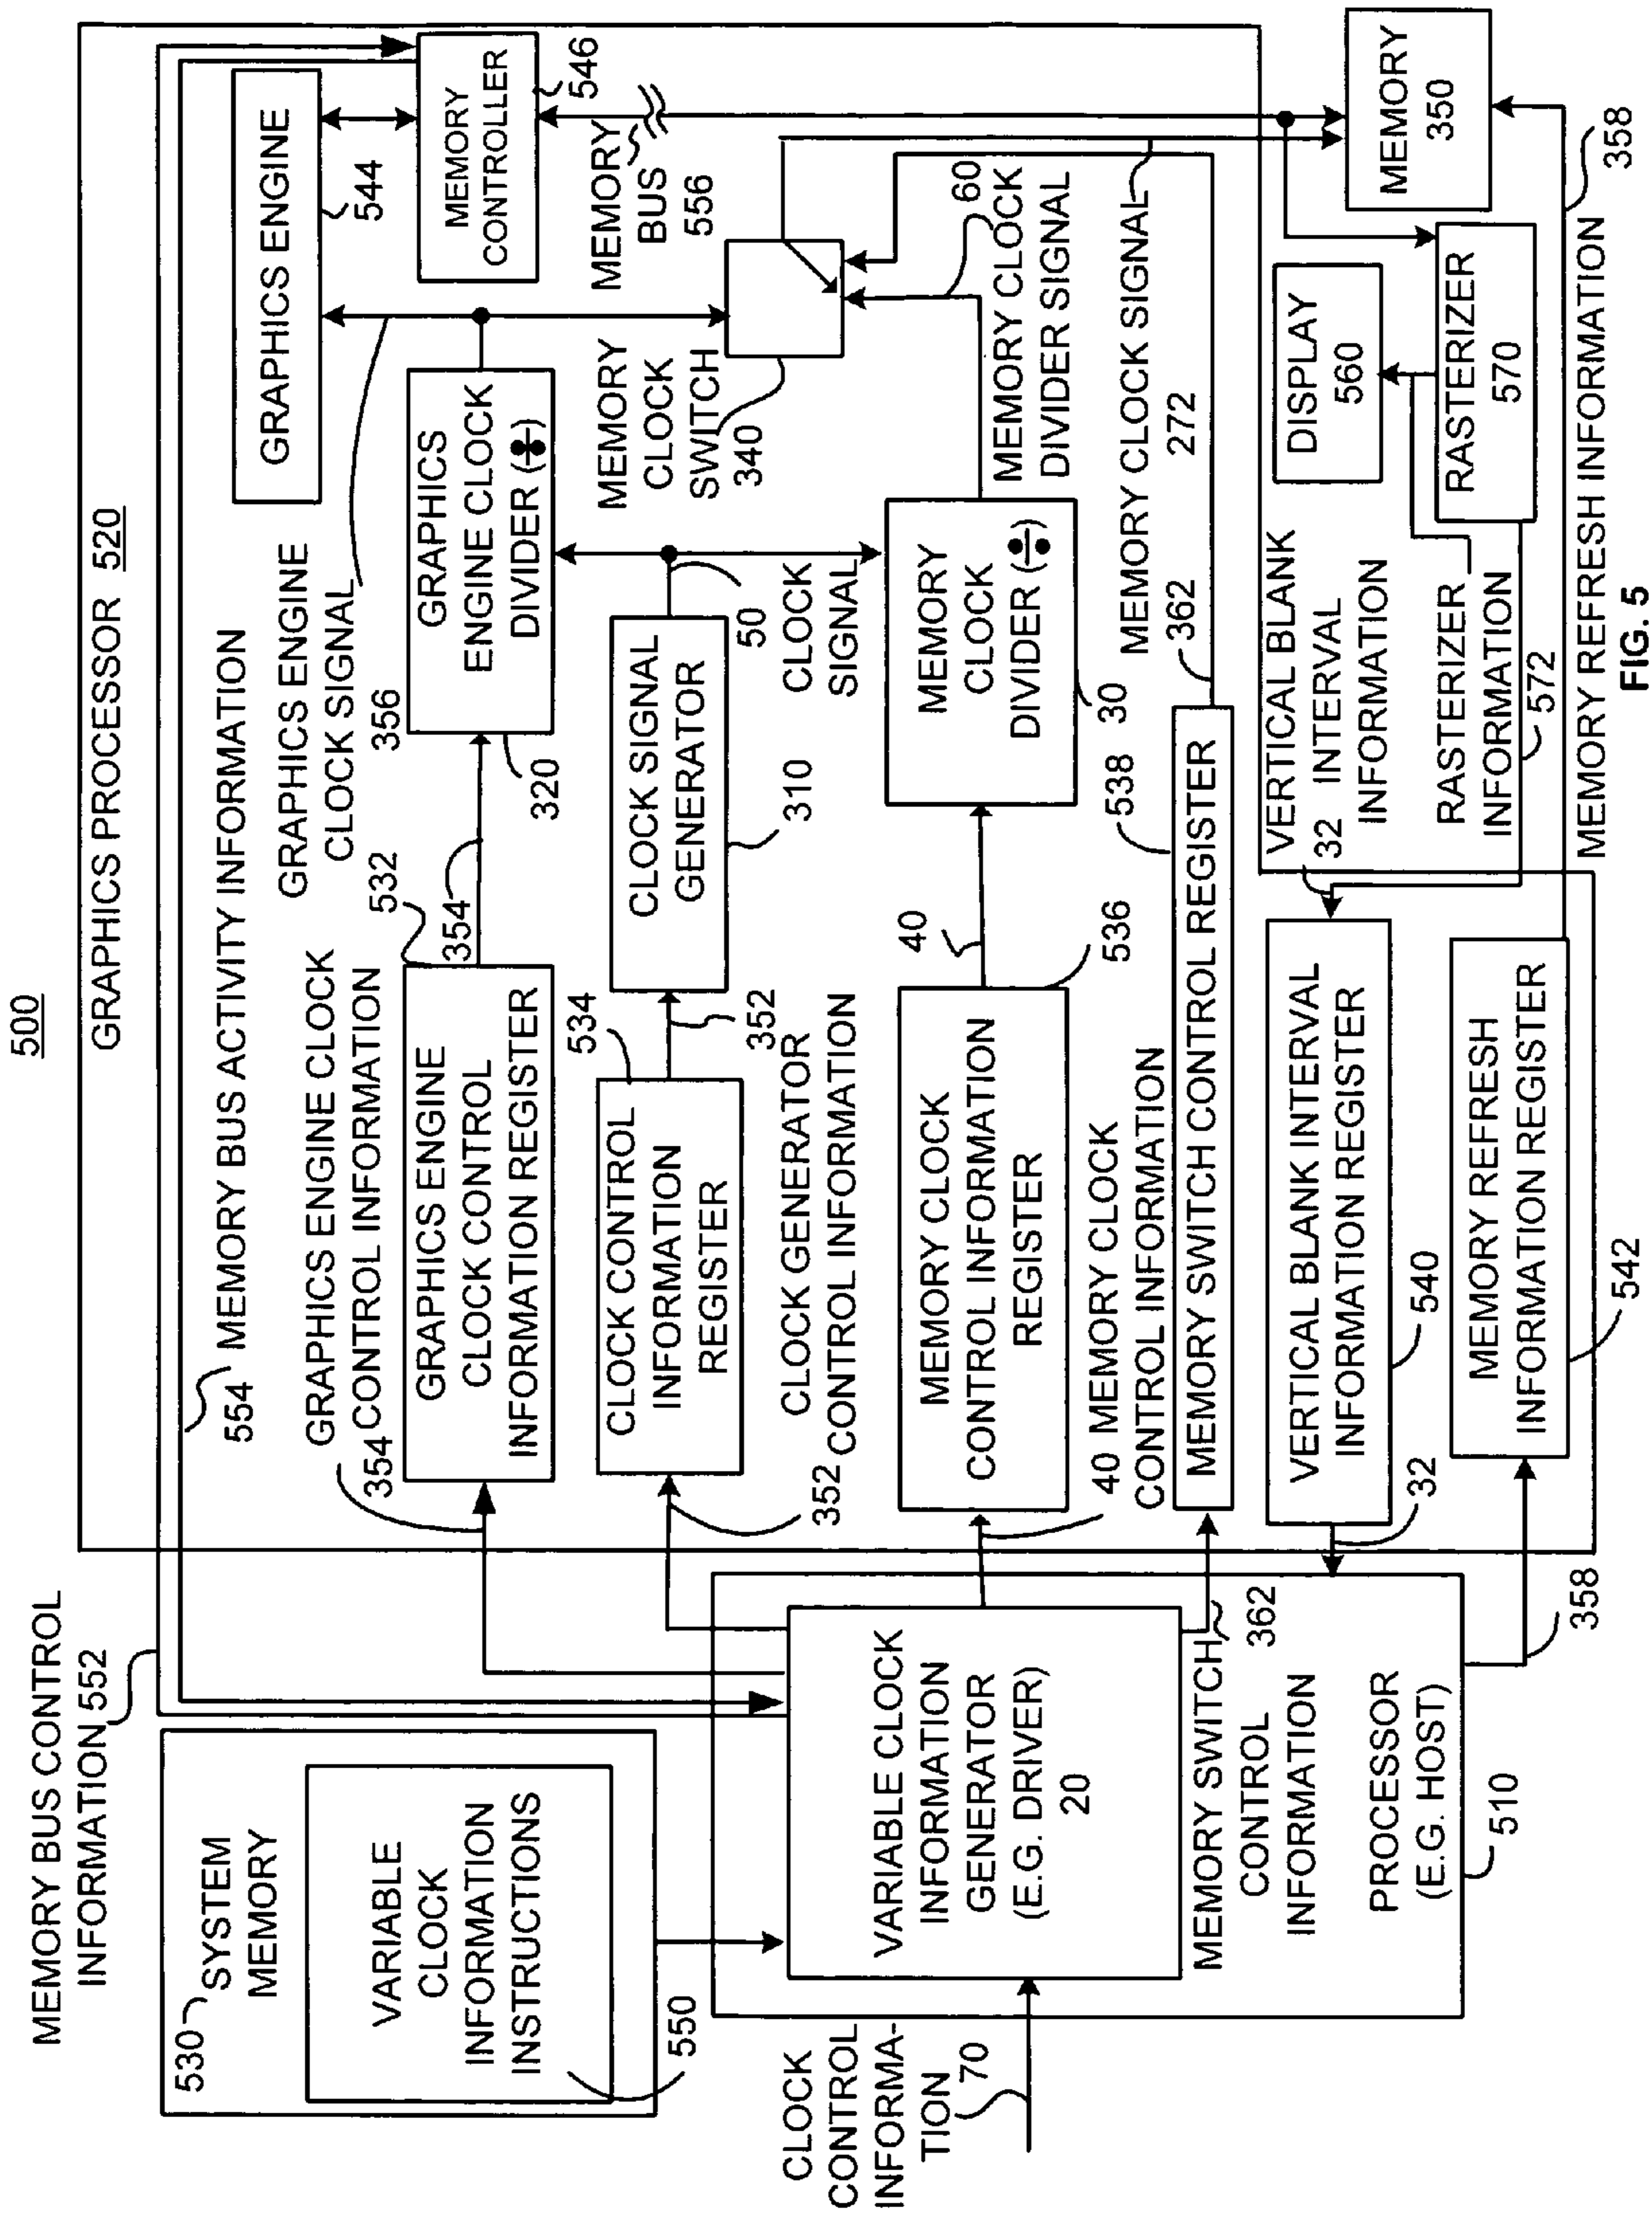 500
MEMORY BUS CONTROL
INFORMATION 552
530
SYSTEM
MEMORY
VARIABLE
CLOCK
INFORMATION
INSTRUCTIONS
550
CLOCK
CONTROL
INFORMA-
TION
70
VARIABLE CLOCK
INFORMATION
GENERATOR
(E.G. DRIVER)
20
MEMORY SWITCH
362
CONTROL
INFORMATION
PROCESSOR
(E.G. HOST)
510
358
GRAPHICS PROCESSOR 520
554
MEMORY BUS ACTIVITY INFORMATION
GRAPHICS ENGINE CLOCK
CONTROL INFORMATION
354
GRAPHICS ENGINE
CLOCK CONTROL
INFORMATION REGISTER
532
354
GRAPHICS ENGINE
CLOCK SIGNAL
356
GRAPHICS
ENGINE CLOCK
DIVIDER (÷)
320
GRAPHICS ENGINE
544
MEMORY
CONTROLLER
546
352
CLOCK CONTROL
INFORMATION
REGISTER
534
352
CLOCK GENERATOR
CONTROL INFORMATION
CLOCK SIGNAL
GENERATOR
310
50
CLOCK
SIGNAL
MEMORY
CLOCK
SWITCH
340
MEMORY
BUS
556
40 MEMORY CLOCK
CONTROL INFORMATION
MEMORY CLOCK
CONTROL INFORMATION
REGISTER
536
40
MEMORY
CLOCK
DIVIDER (÷)
30
60
MEMORY CLOCK
DIVIDER SIGNAL
MEMORY CLOCK SIGNAL
272
MEMORY SWITCH CONTROL REGISTER
538
362
32
VERTICAL BLANK INTERVAL
INFORMATION REGISTER
540
VERTICAL BLANK
32 INTERVAL
INFORMATION
DISPLAY
560
MEMORY
350
RASTERIZER
570
RASTERIZER
INFORMATION
572
MEMORY REFRESH
INFORMATION REGISTER
542
MEMORY REFRESH INFORMATION
358
FIG. 5